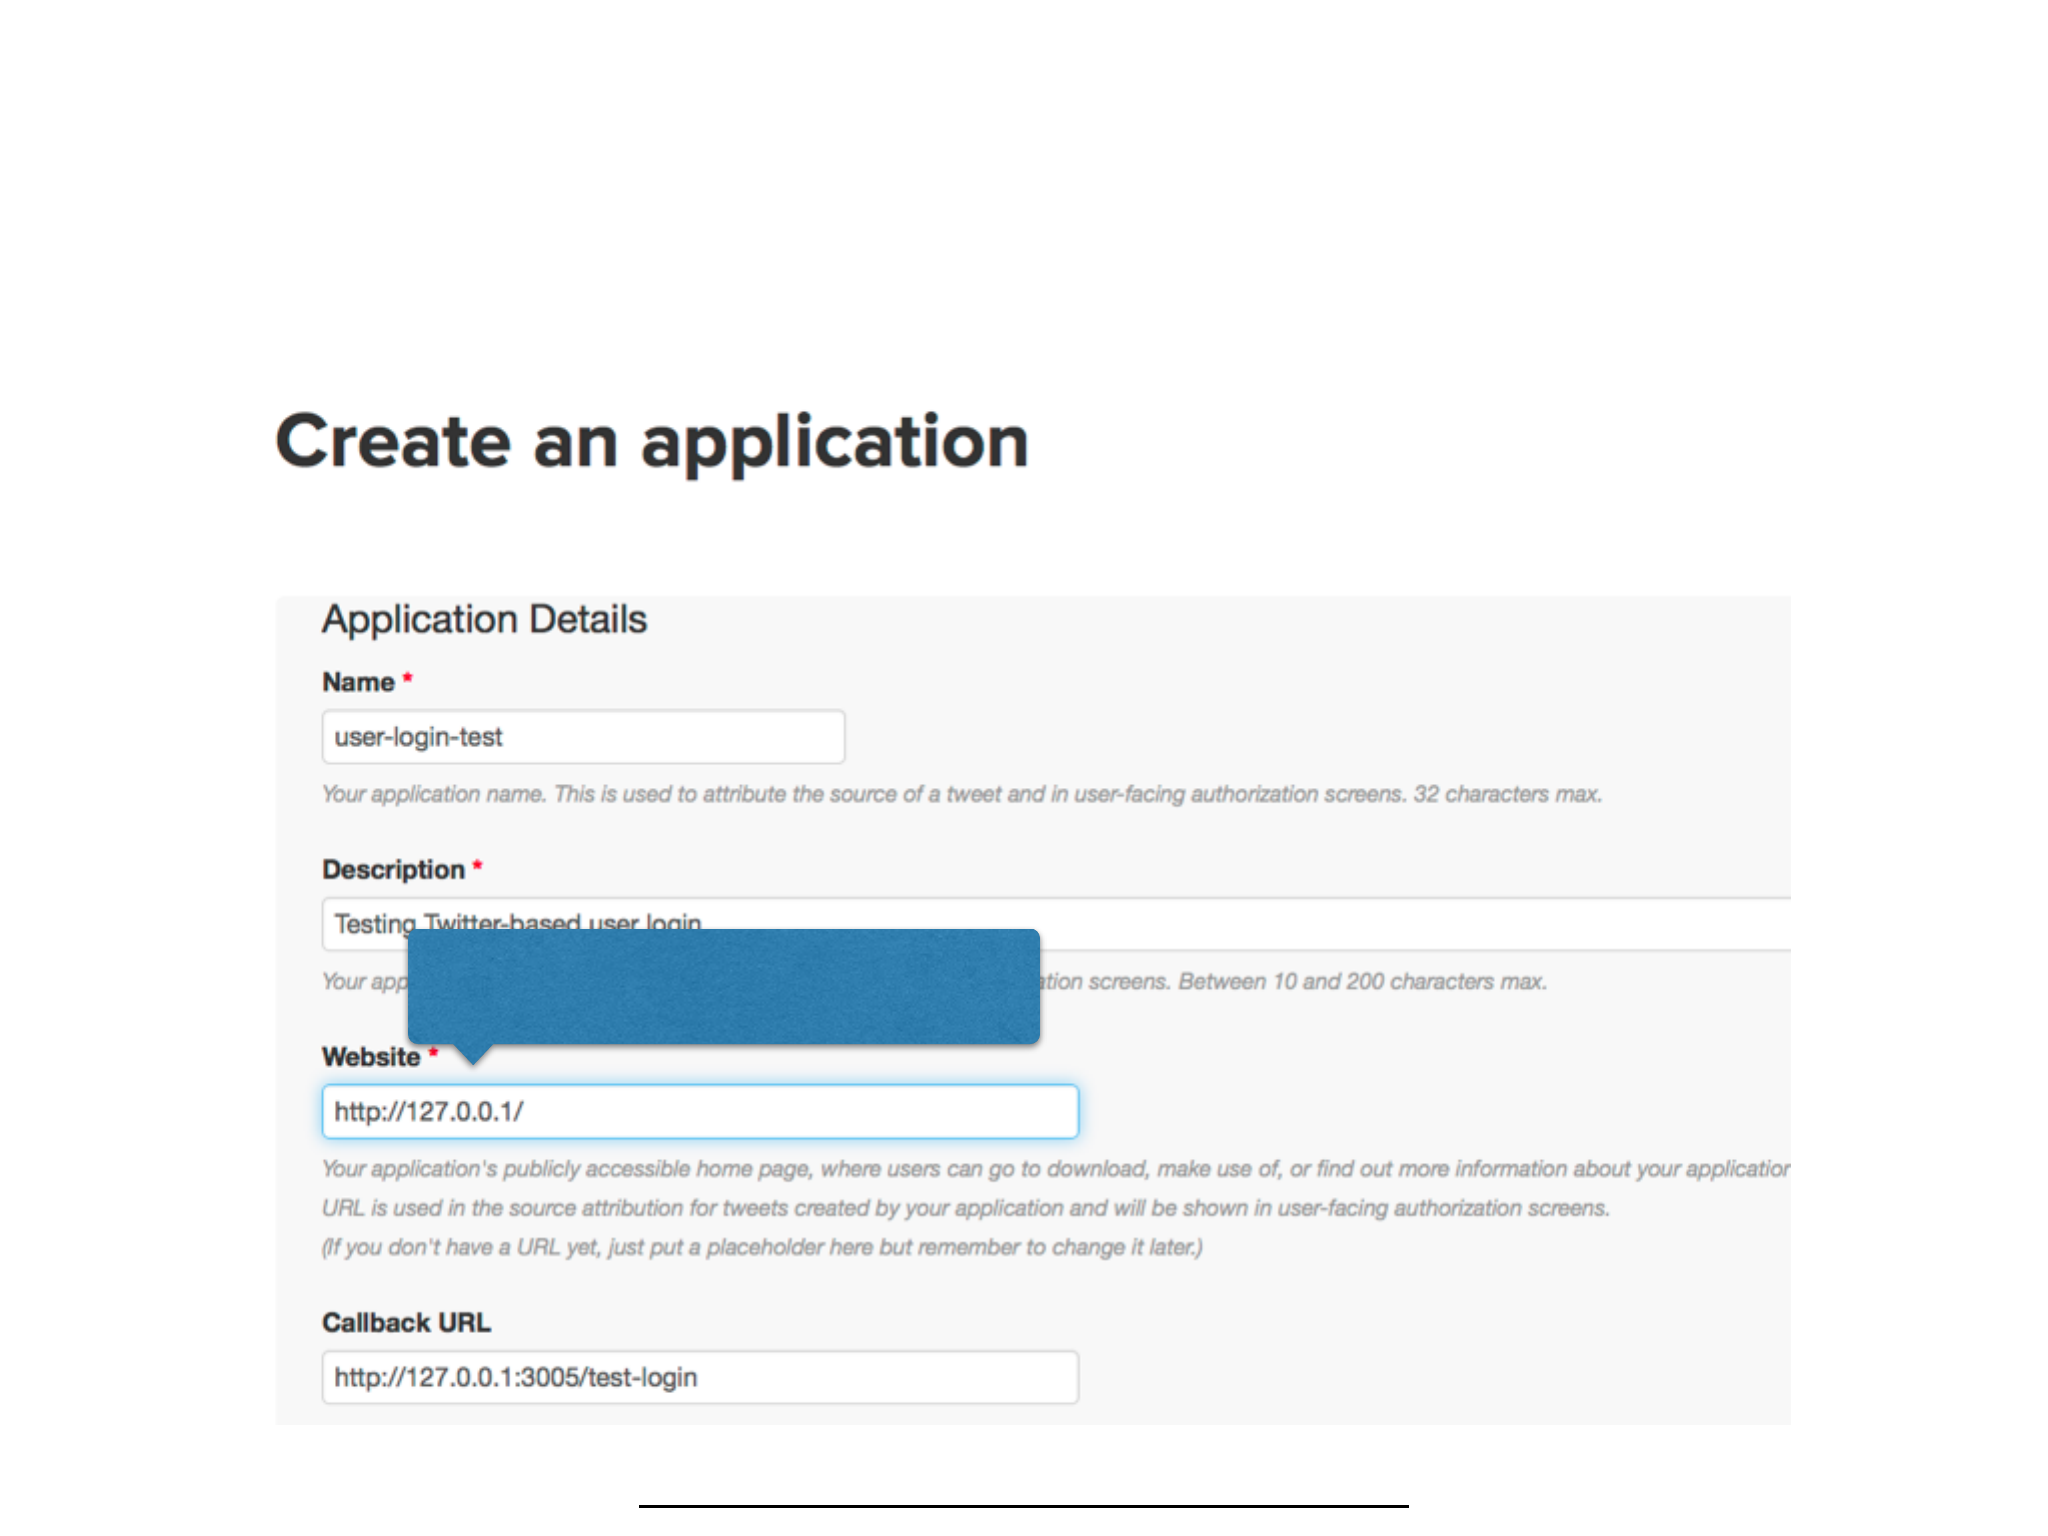 Create an application
Application Details
Name *
user-login-test
Your application name. This is used to attribute the source of a tweet and in user-facing authorization screens. 32 characters max.
Description *
Testing Twitter-based user login
Your app
screens. Between 10 and 200 characters max.
Website *
http://127.0.0.1/
Your application's publicly accessible home page, where users can go to download, make use of, or find out more information about your
URL is used in the source attribution for tweets created by your application and will be shown in user-facing authorization screens.
(If you don't have a URL yet, just put a placeholder here but remember to change it later.)
Callback URL
http://127.0.0.1:3005/test-login